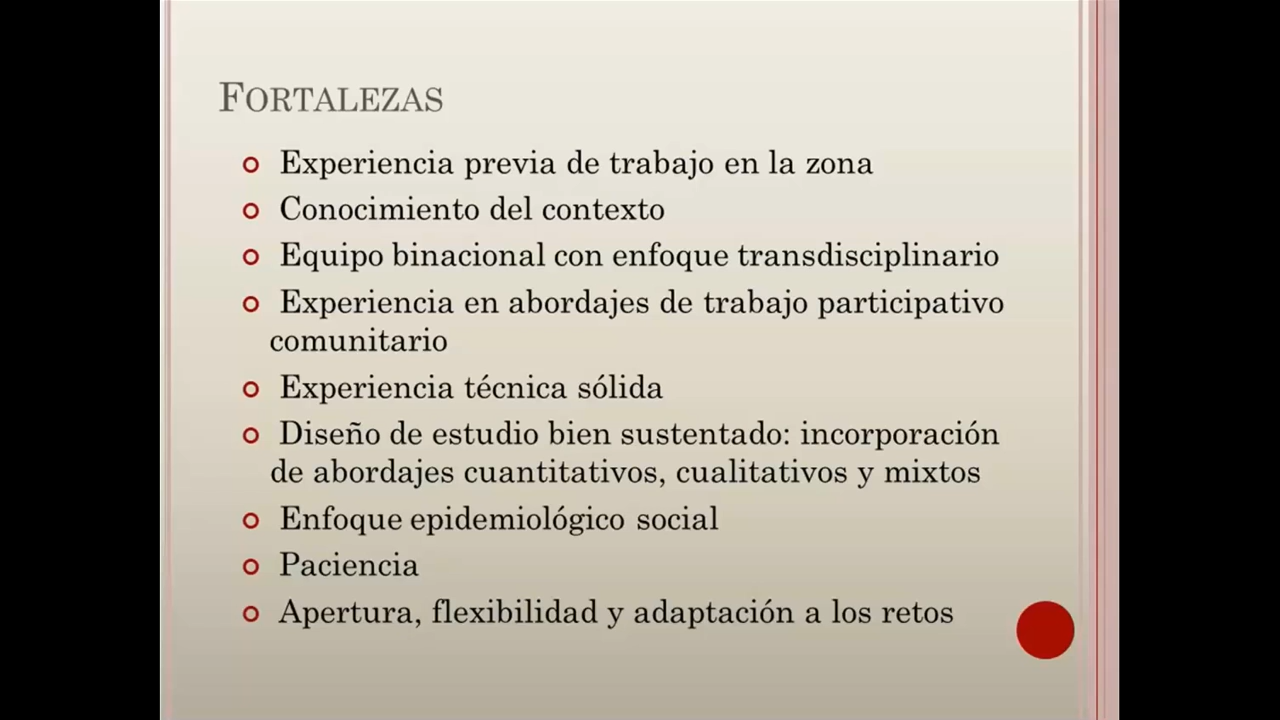 FORTALEZAS
Experiencia previa de trabajo en la zona
Conocimiento del contexto
Equipo binacional con enfoque transdisciplinario
Experiencia en abordajes de trabajo participativo
comunitario
Experiencia técnica sólida
Diseño de estudio bien sustentado: incorporación
de abordajes cuantitativos, cualitativos y mixtos
Enfoque epidemiológico social
Paciencia
Apertura, flexibilidad y adaptación a los retos